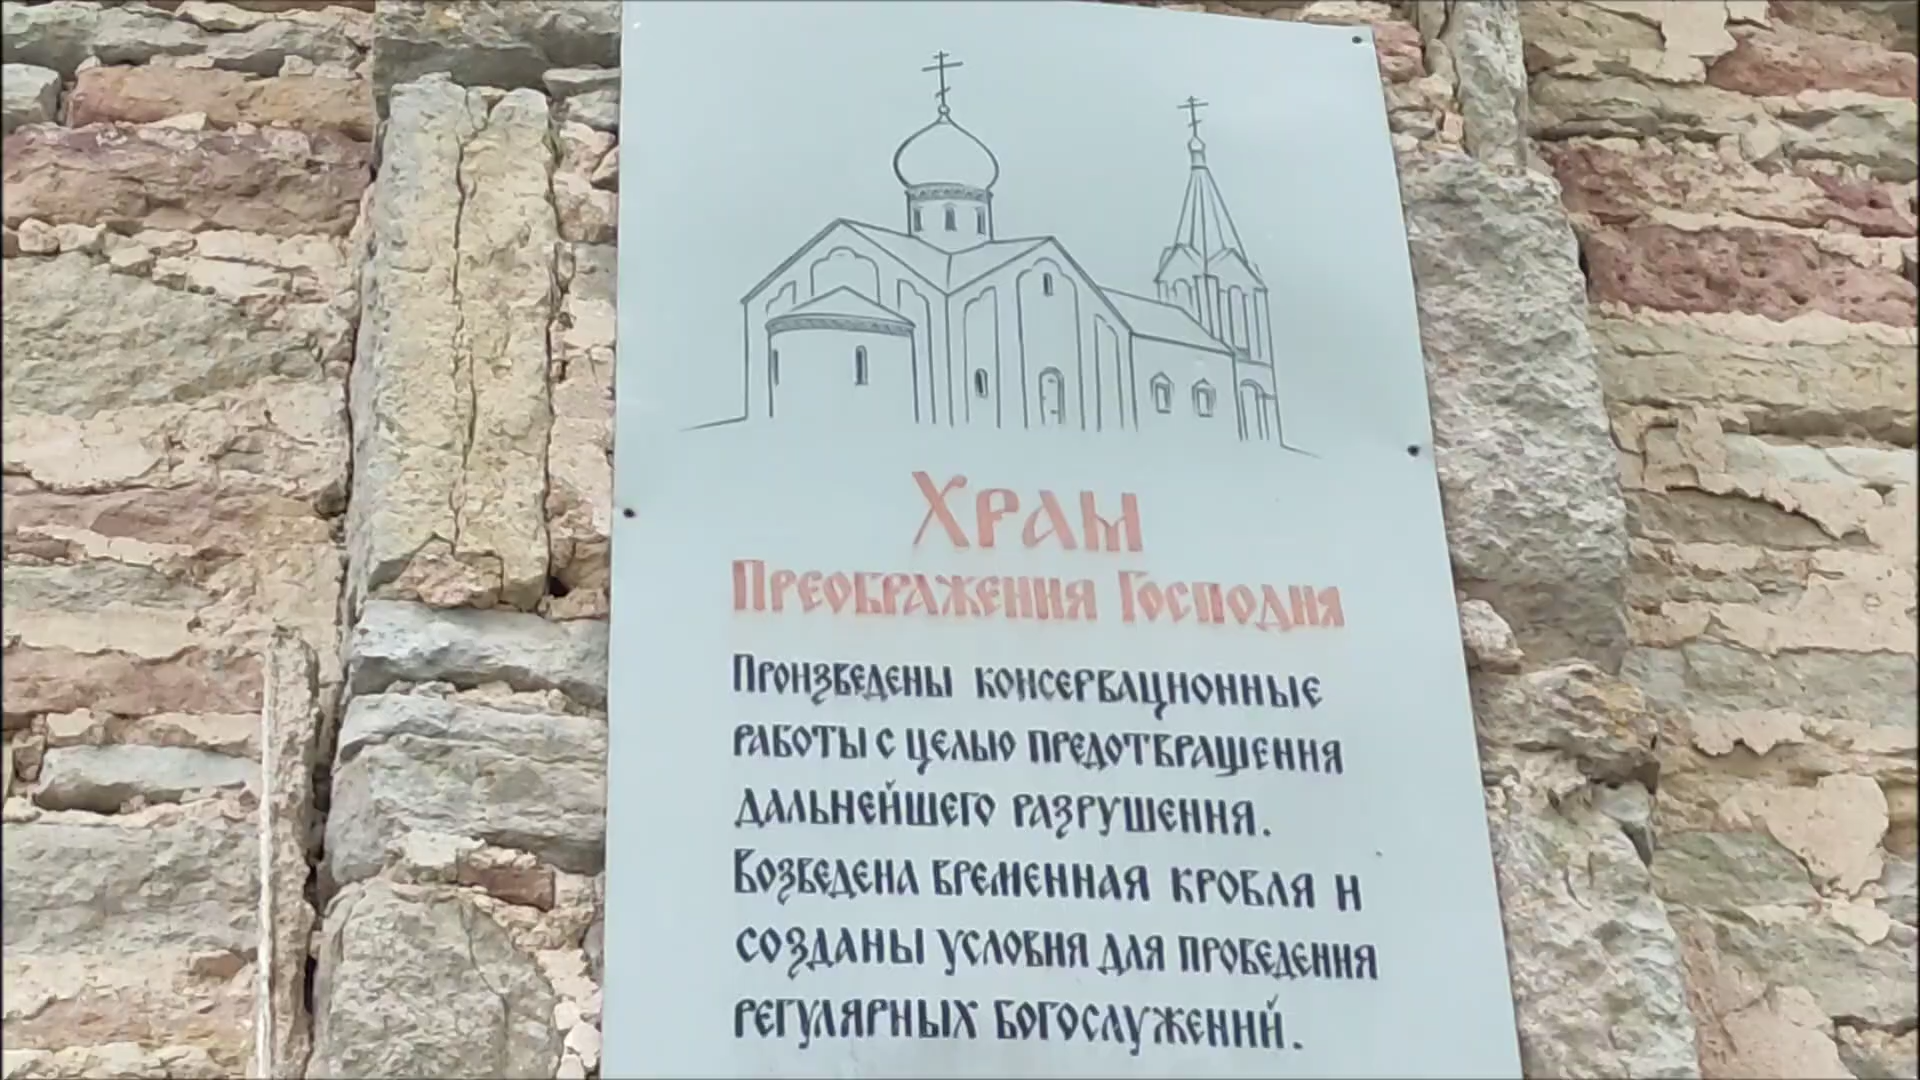 Храм
Преображения Господня
Произведены консервационные
работы с целью предотвращения
дальнейшего разрушения.
Возведена временная кровля и
созданы условия для проведения
регулярных богослужений.